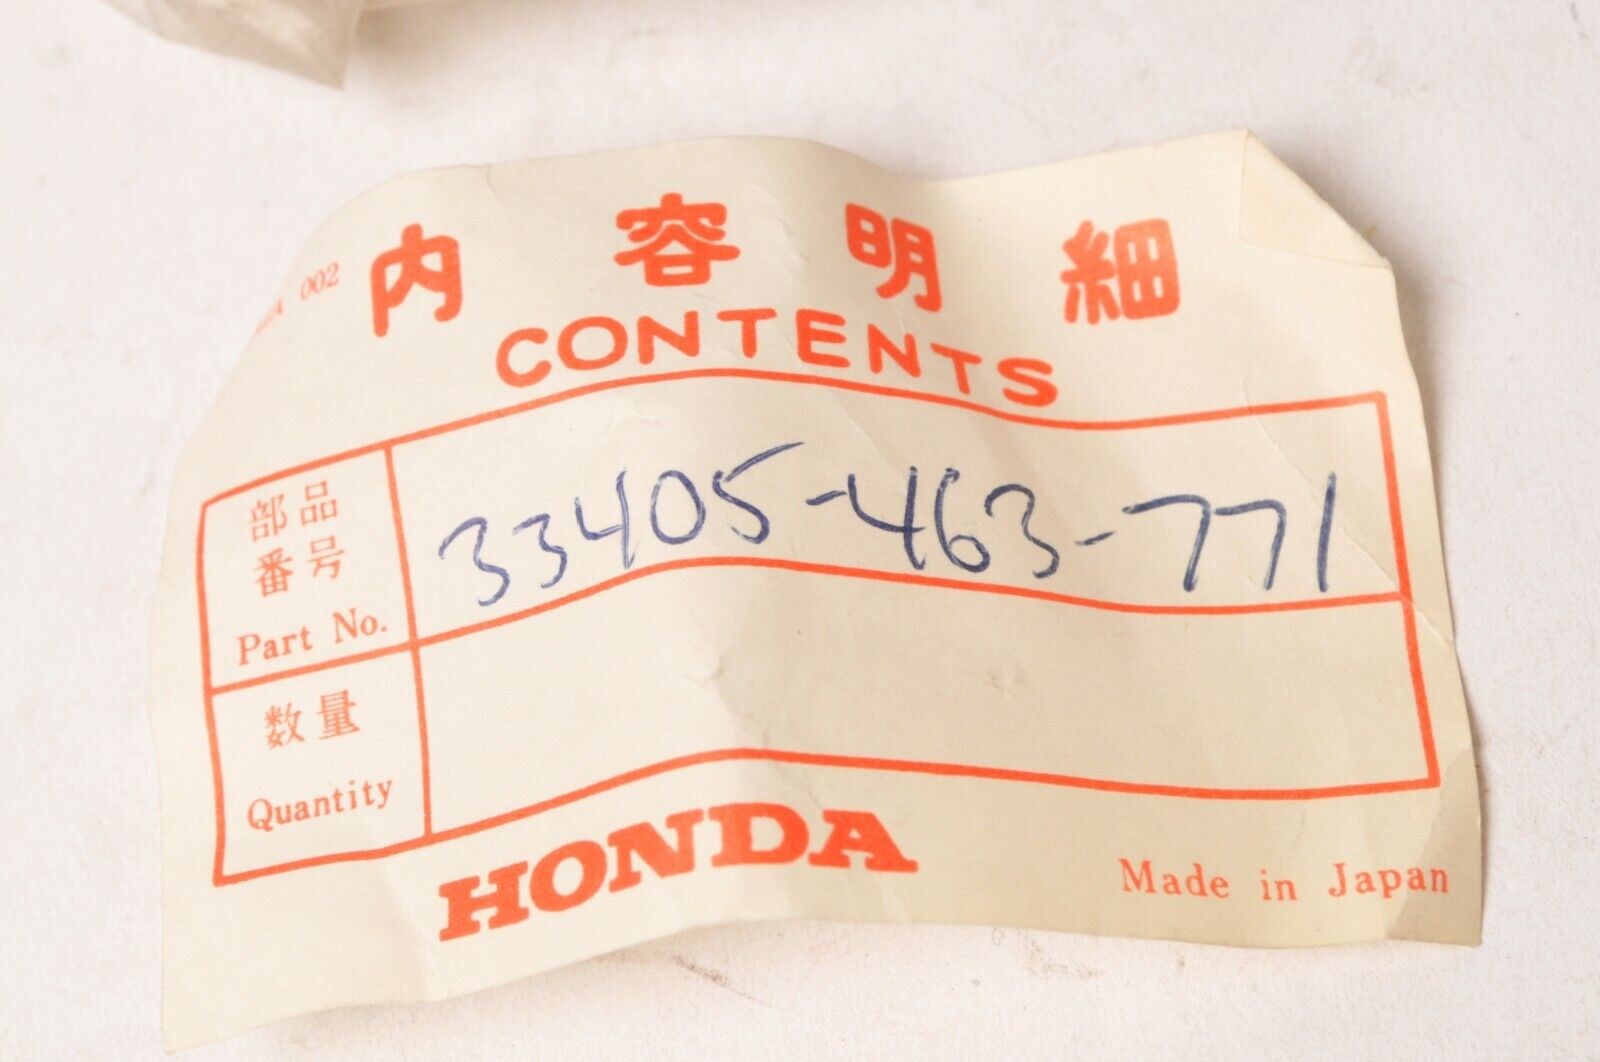 002
内容明細
CONTENTS
部品
番号
Part No.
33405-463-771
数量
Quantity
HONDA
Made in Japan